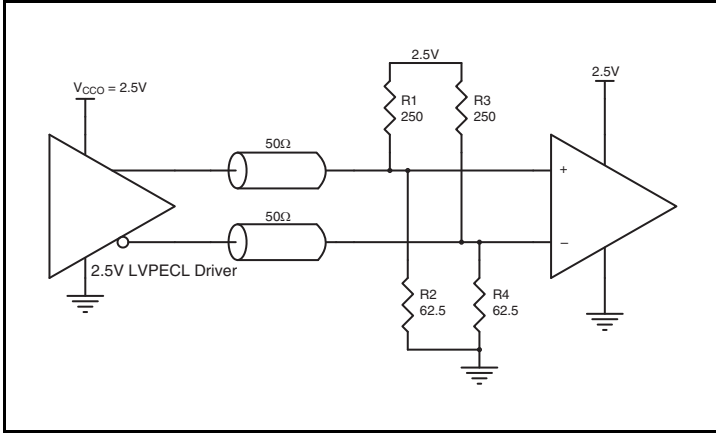 2.5V
V_CCO = 2.5V
2.5V
R1
250
R3
250
50Ω
+
50Ω
–
2.5V LVPECL Driver
R2
62.5
R4
62.5